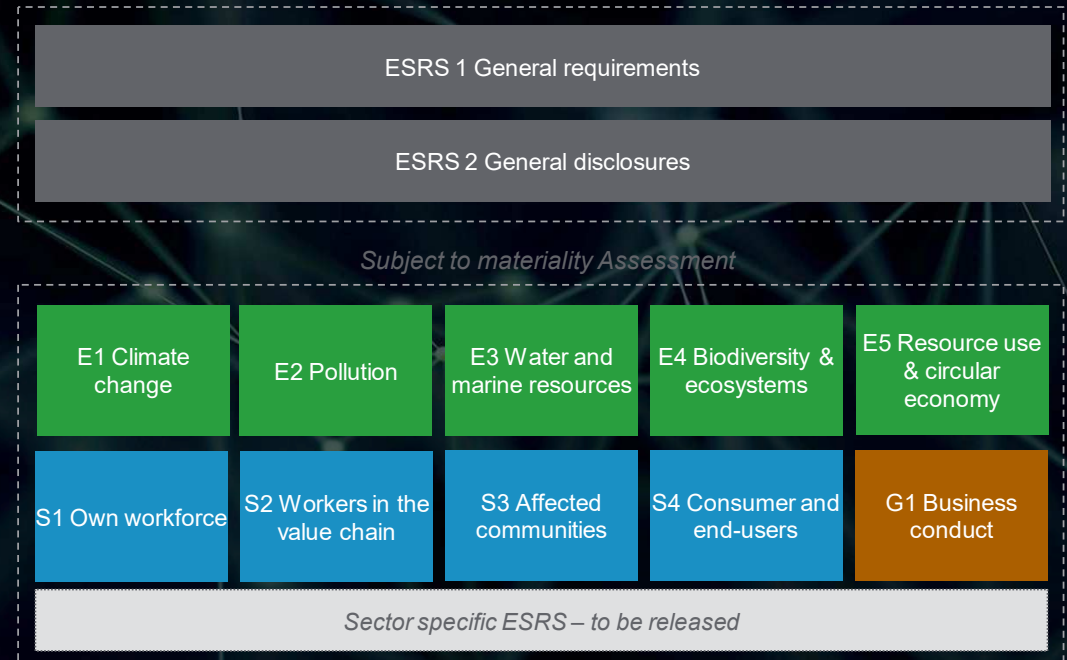 ESRS 1 General requirements
ESRS 2 General disclosures
Subject to materiality Assessment
E1 Climate
change
E2 Pollution
E3 Water and
marine resources
E4 Biodiversity &
ecosystems
E5 Resource use
& circular
economy
S1 Own workforce
S2 Workers in the
value chain
S3 Affected
communities
S4 Consumer and
end-users
G1 Business
conduct
Sector specific ESRS – to be released